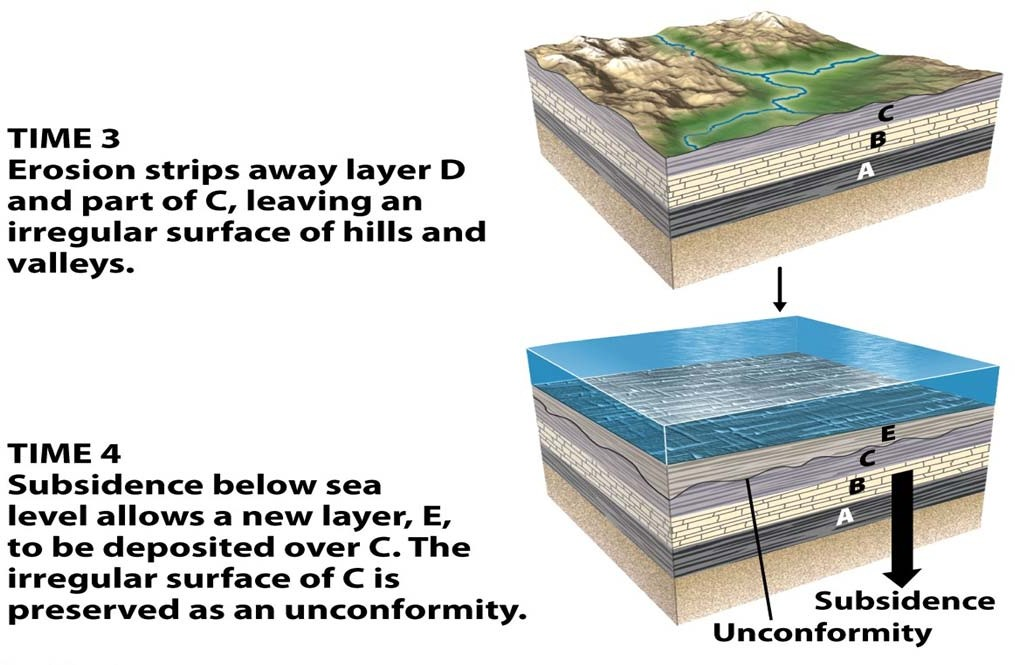 TIME 3
Erosion strips away layer D
and part of C, leaving an
irregular surface of hills and
valleys.
C
B
A
TIME 4
Subsidence below sea
level allows a new layer, E,
to be deposited over C. The
irregular surface of C is
preserved as an unconformity.
E
C
B
A
Subsidence
Unconformity